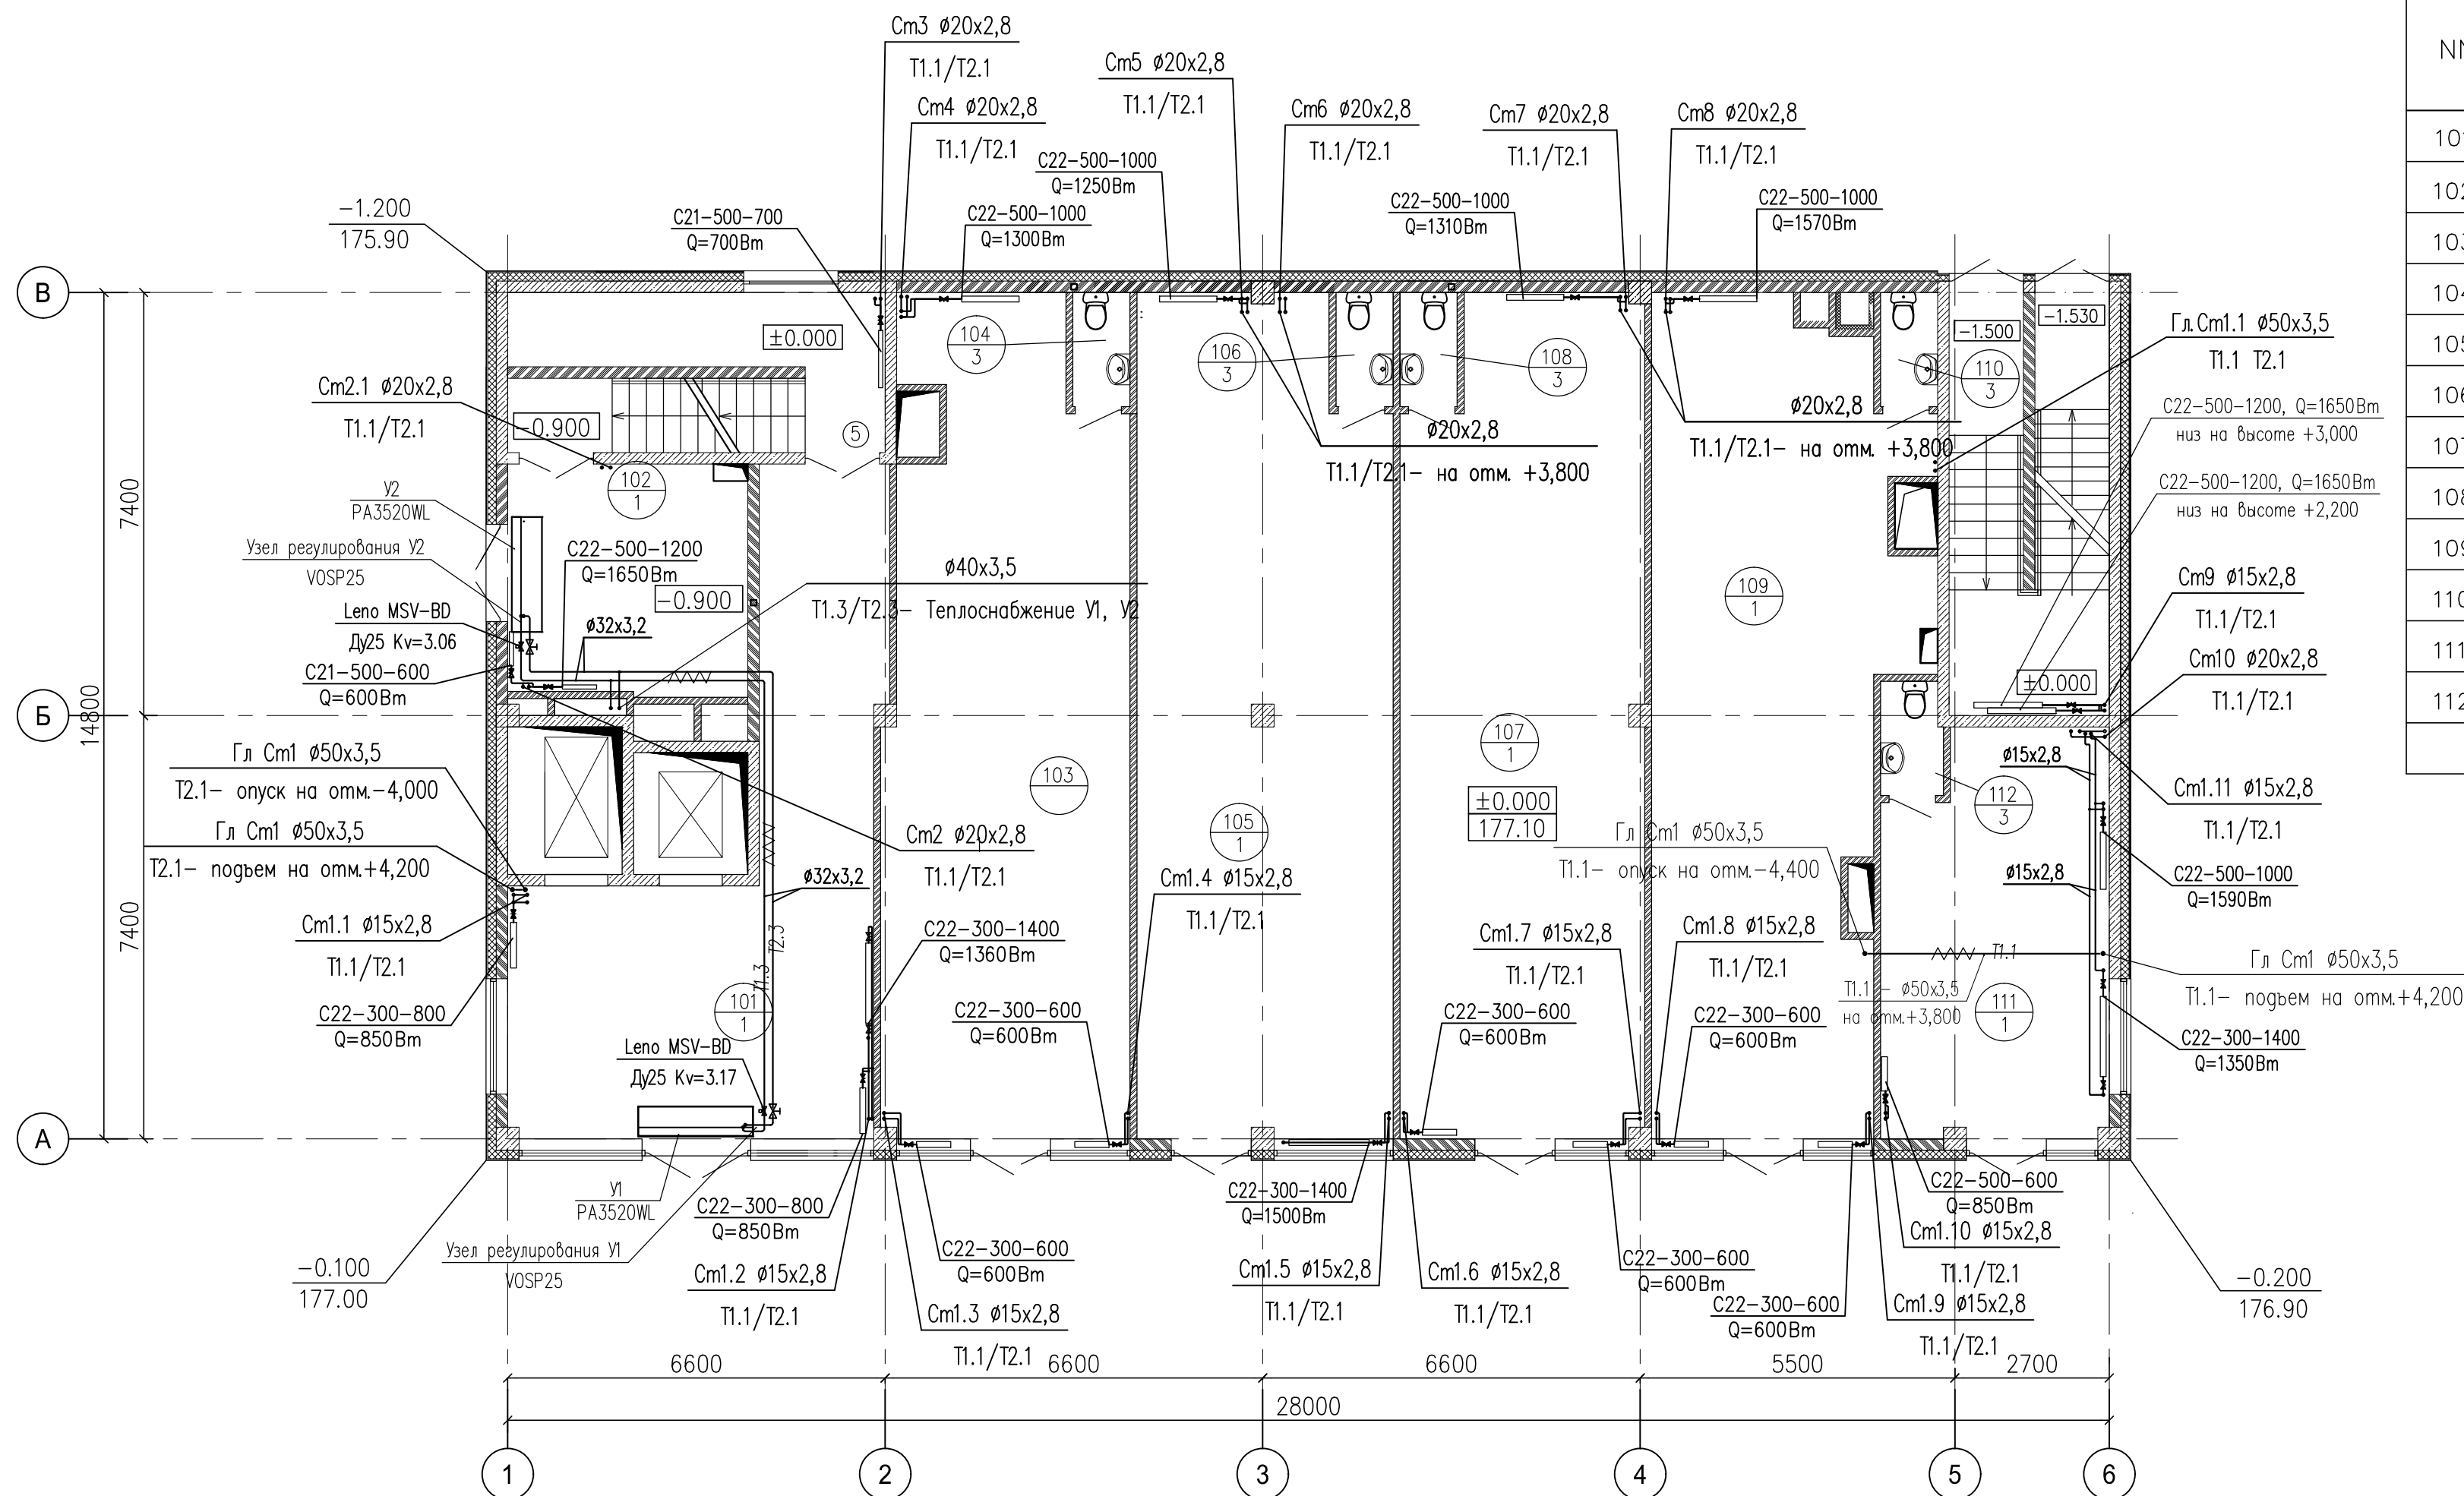 Ст3 ø20х2,8
Т1.1/Т2.1
Ст4 ø20х2,8
Т1.1/Т2.1
Ст5 ø20х2,8
Т1.1/Т2.1
Ст6 ø20х2,8
Т1.1/Т2.1
Ст7 ø20х2,8
Т1.1/Т2.1
Ст8 ø20х2,8
Т1.1/Т2.1
С22-500-1000
Q=1250Вт
С22-500-1000
Q=1300Вт
С21-500-700
Q=700Вт
С22-500-1000
Q=1310Вт
С22-500-1000
Q=1570Вт
-1.200
175.90
В
±0.000
104
3
106
3
108
3
110
3
-1.500
-1.530
Гл.Ст1.1 ø50х3,5
Т1.1 Т2.1
Ст2.1 ø20х2,8
Т1.1/Т2.1
-0.900
5
ø20х2,8
Т1.1/Т2.1- на отм. +3,800
ø20х2,8
Т1.1/Т2.1- на отм. +3,800
С22-500-1200, Q=1650Вт
низ на высоте +3,000
С22-500-1200, Q=1650Вт
низ на высоте +2,200
102
1
У2
PA3520WL
Узел регулирования У2
VOSP25
С22-500-1200
Q=1650Вт
-0.900
Leno MSV-BD
Ду25 Kv=3.06
ø32х3,2
С21-500-600
Q=600Вт
ø40х3,5
Т1.3/Т2.3- Теплоснабжение У1, У2
109
1
Ст9 ø15х2,8
Т1.1/Т2.1
Ст10 ø20х2,8
Т1.1/Т2.1
±0.000
7400
14800
7400
Б
Гл Ст1 ø50х3,5
Т2.1- опуск на отм.-4,000
Гл Ст1 ø50х3,5
Т2.1- подъем на отм.+4,200
Ст1.1 ø15х2,8
Т1.1/Т2.1
С22-300-800
Q=850Вт
103
105
1
107
1
±0.000
177.10
Ст2 ø20х2,8
Т1.1/Т2.1
ø32х3,2
Т2.3
Т1.3
101
1
С22-300-1400
Q=1360Вт
С22-300-600
Q=600Вт
Ст1.4 ø15х2,8
Т1.1/Т2.1
Гл Ст1 ø50х3,5
Т1.1- опуск на отм.-4,400
Ст1.7 ø15х2,8
Т1.1/Т2.1
Ст1.8 ø15х2,8
Т1.1/Т2.1
С22-300-600
Q=600Вт
С22-300-600
Q=600Вт
Т1.1
Т1.1 - ø50х3,5
на отм.+3,800
111
1
112
3
ø15х2,8
ø15х2,8
Ст1.11 ø15х2,8
Т1.1/Т2.1
С22-500-1000
Q=1590Вт
Гл Ст1 ø50х3,5
Т1.1- подъем на отм.+4,200
С22-300-1400
Q=1350Вт
Leno MSV-BD
Ду25 Kv=3.17
А
У1
PA3520WL
Узел регулирования У1
VOSP25
-0.100
177.00
С22-300-800
Q=850Вт
Ст1.2 ø15х2,8
Т1.1/Т2.1
С22-300-600
Q=600Вт
Ст1.3 ø15х2,8
Т1.1/Т2.1
С22-300-1400
Q=1500Вт
Ст1.5 ø15х2,8
Т1.1/Т2.1
Ст1.6 ø15х2,8
Т1.1/Т2.1
С22-300-600
Q=600Вт
С22-300-600
Q=600Вт
С22-500-600
Q=850Вт
Ст1.10 ø15х2,8
Т1.1/Т2.1
Ст1.9 ø15х2,8
Т1.1/Т2.1
-0.200
176.90
6600
6600
6600
5500
2700
28000
1
2
3
4
5
6
111